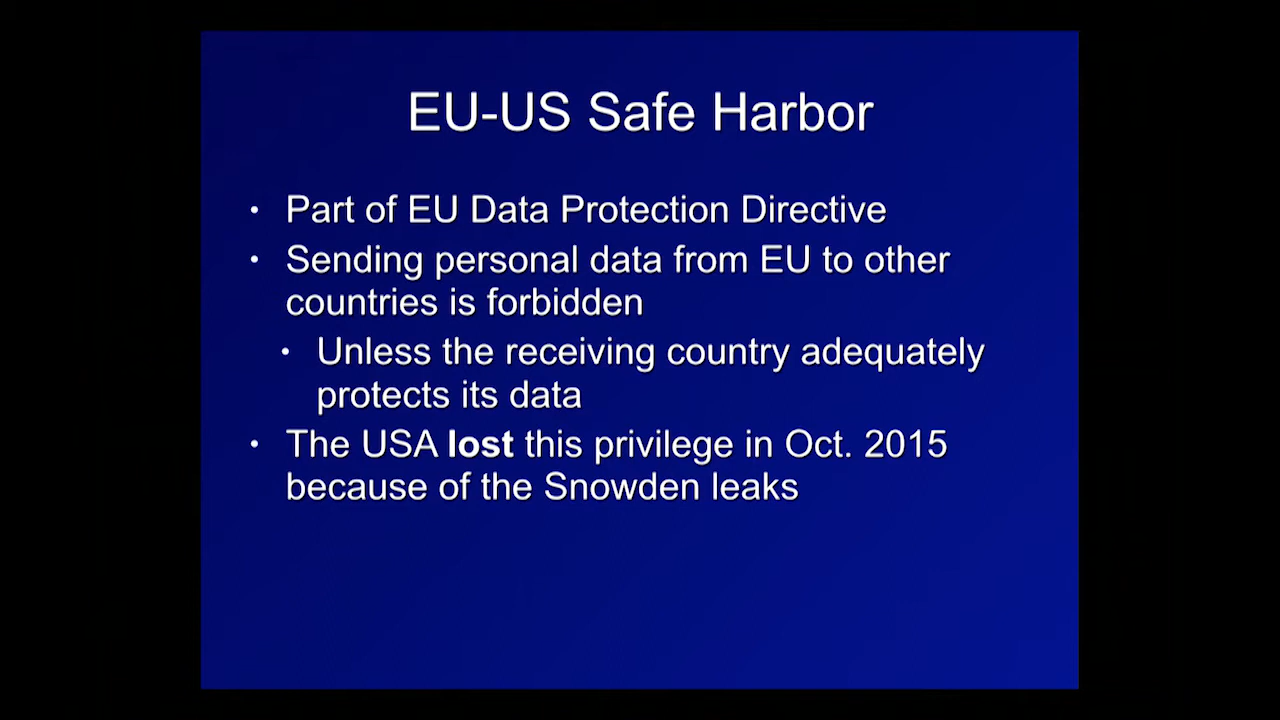 EU-US Safe Harbor
• Part of EU Data Protection Directive
• Sending personal data from EU to other
countries is forbidden
• Unless the receiving country adequately
protects its data
• The USA lost this privilege in Oct. 2015
because of the Snowden leaks